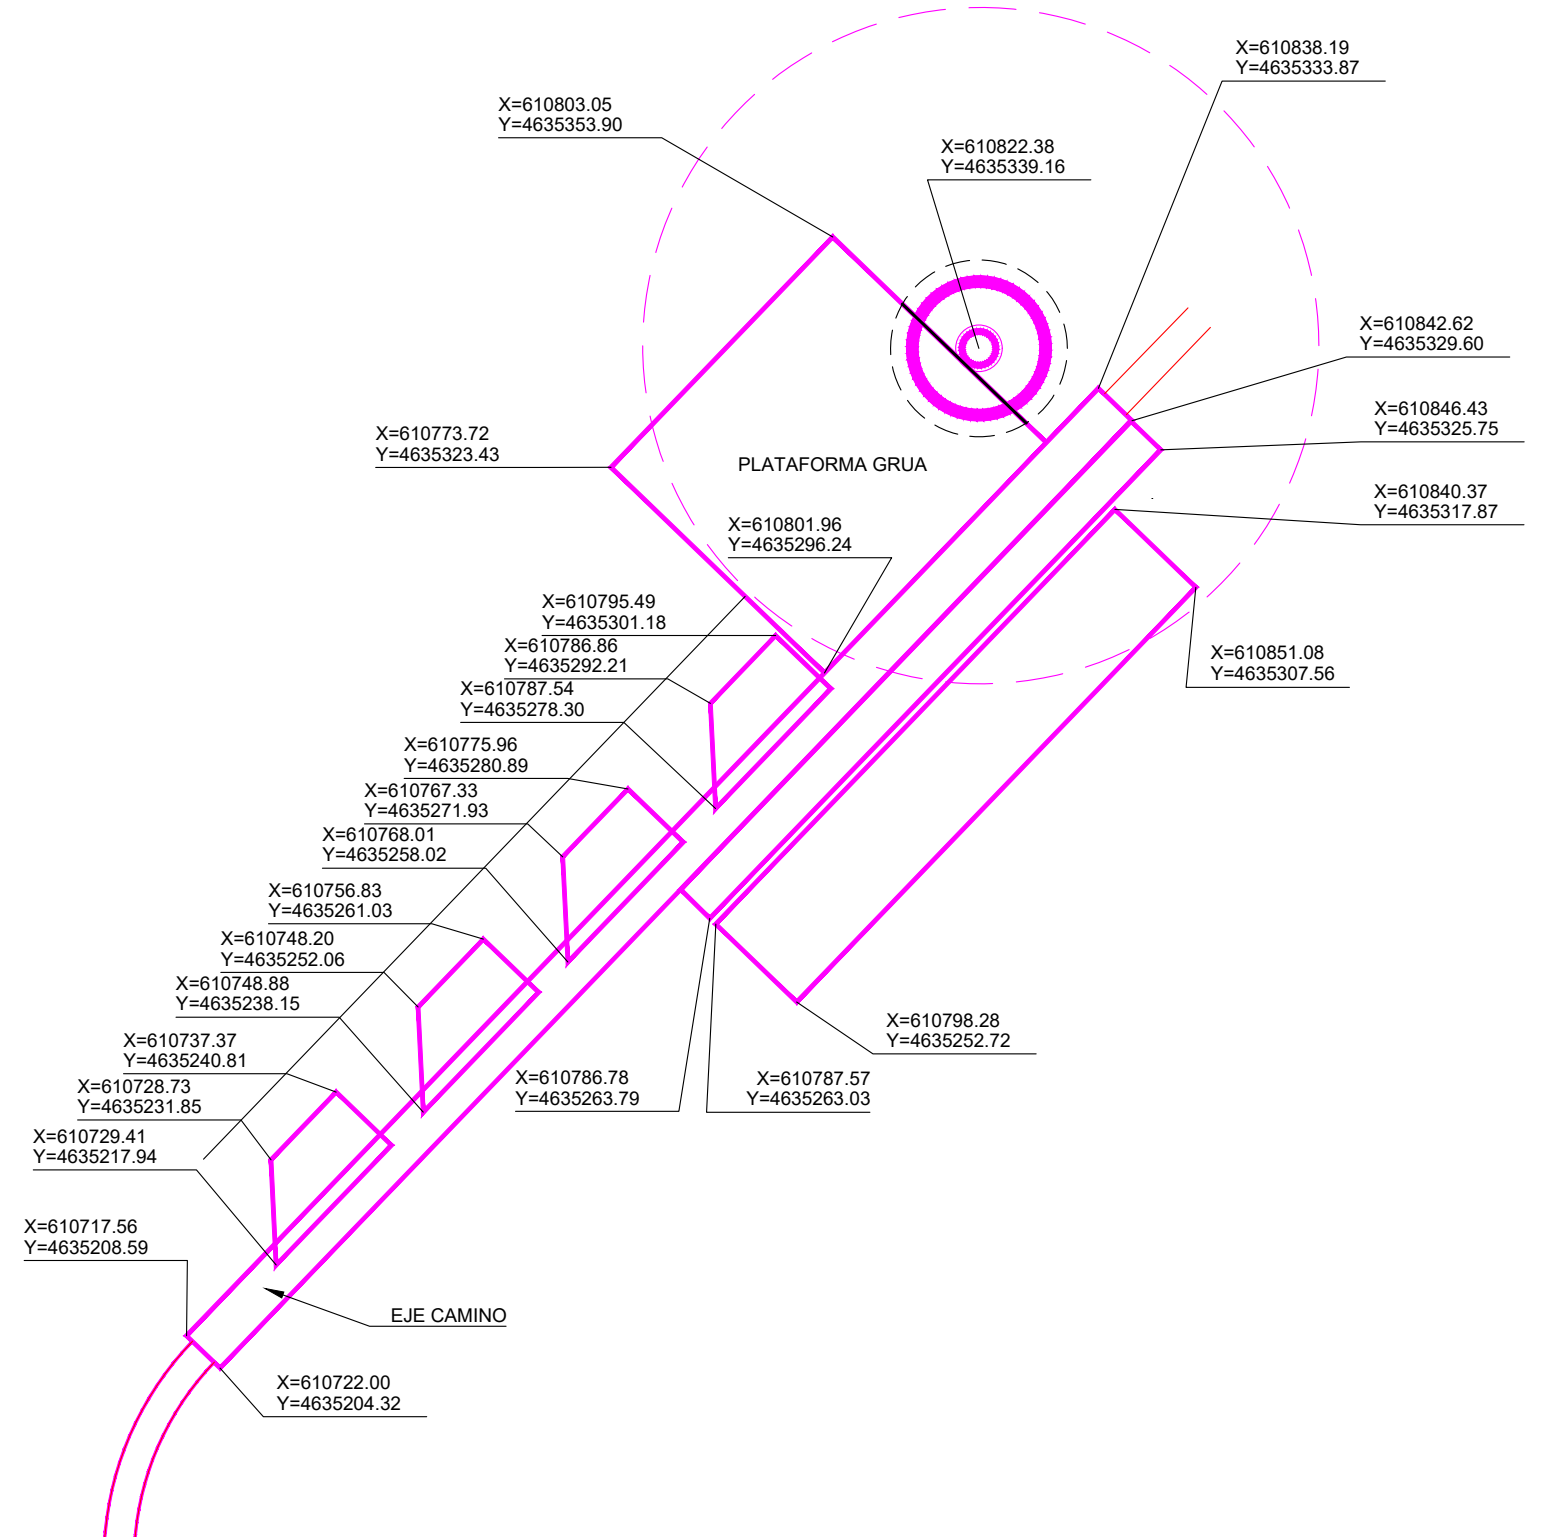 X=610838.19
Y=4635333.87
X=610803.05
Y=4635353.90
X=610822.38
Y=4635339.16
X=610842.62
Y=4635329.60
X=610846.43
Y=4635325.75
X=610773.72
Y=4635323.43
PLATAFORMA GRUA
X=610840.37
Y=4635317.87
X=610801.96
Y=4635296.24
X=610795.49
Y=4635301.18
X=610786.86
Y=4635292.21
X=610851.08
Y=4635307.56
X=610787.54
Y=4635278.30
X=610775.96
Y=4635280.89
X=610767.33
Y=4635271.93
X=610768.01
Y=4635258.02
X=610756.83
Y=4635261.03
X=610748.20
Y=4635252.06
X=610748.88
Y=4635238.15
X=610798.28
Y=4635252.72
X=610737.37
Y=4635240.81
X=610786.78
Y=4635263.79
X=610787.57
Y=4635263.03
X=610728.73
Y=4635231.85
X=610729.41
Y=4635217.94
X=610717.56
Y=4635208.59
EJE CAMINO
X=610722.00
Y=4635204.32